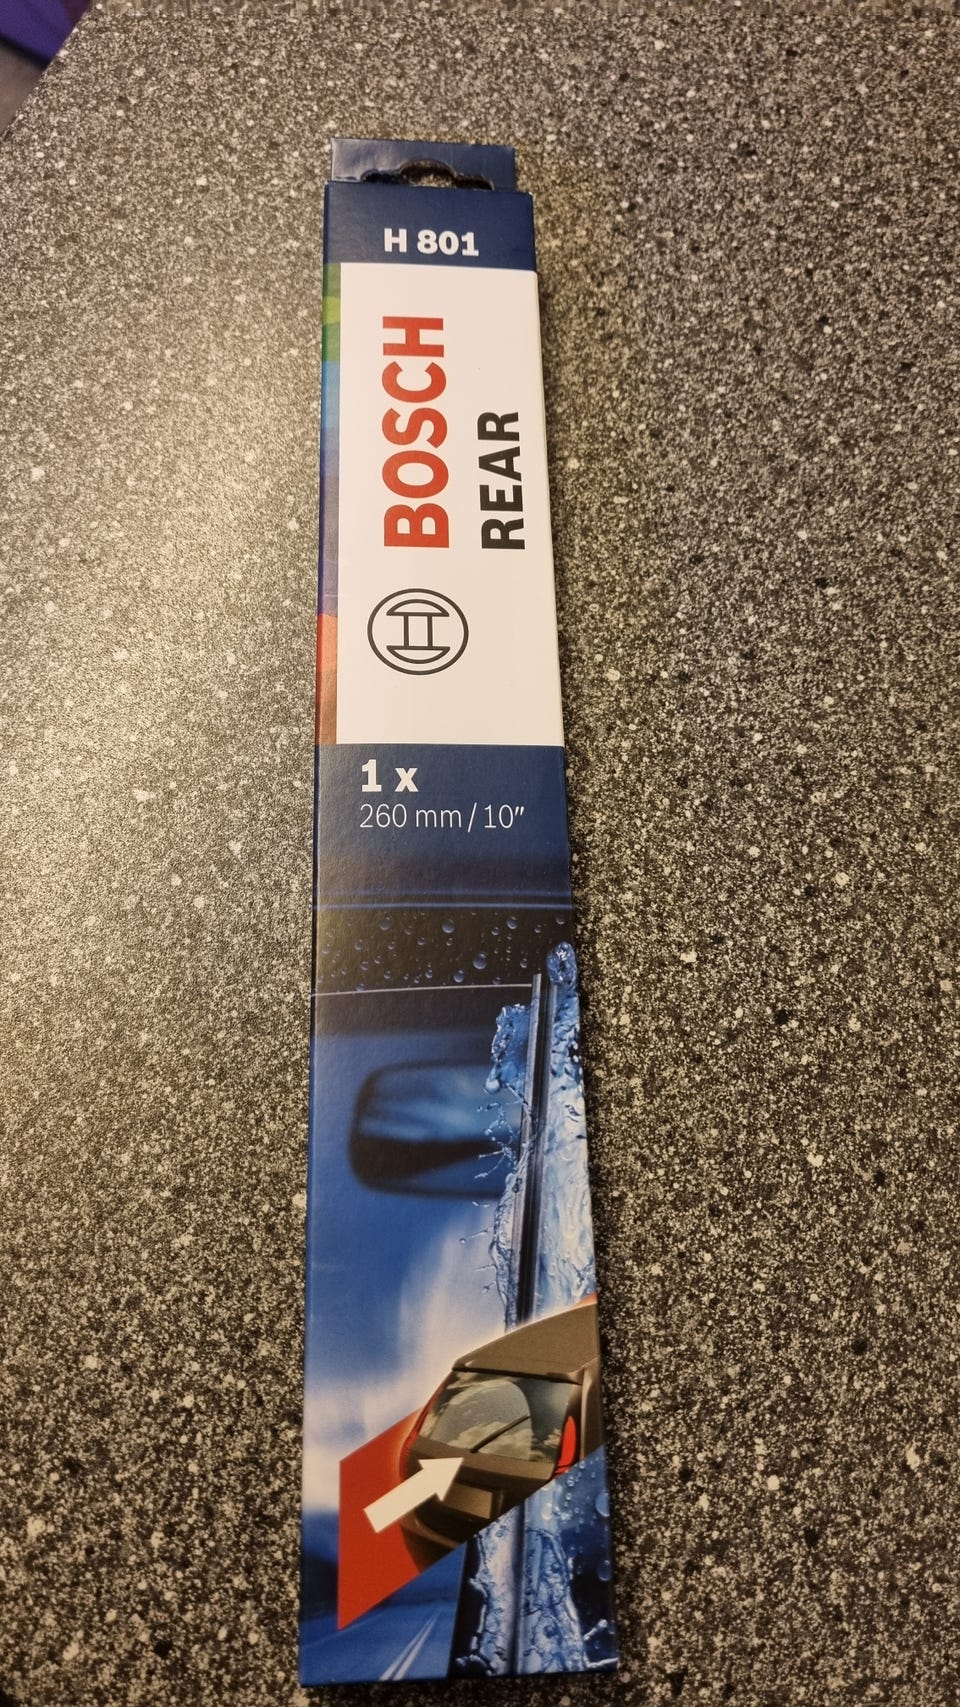 H 801
BOSCH
REAR
1 x
260 mm / 10″